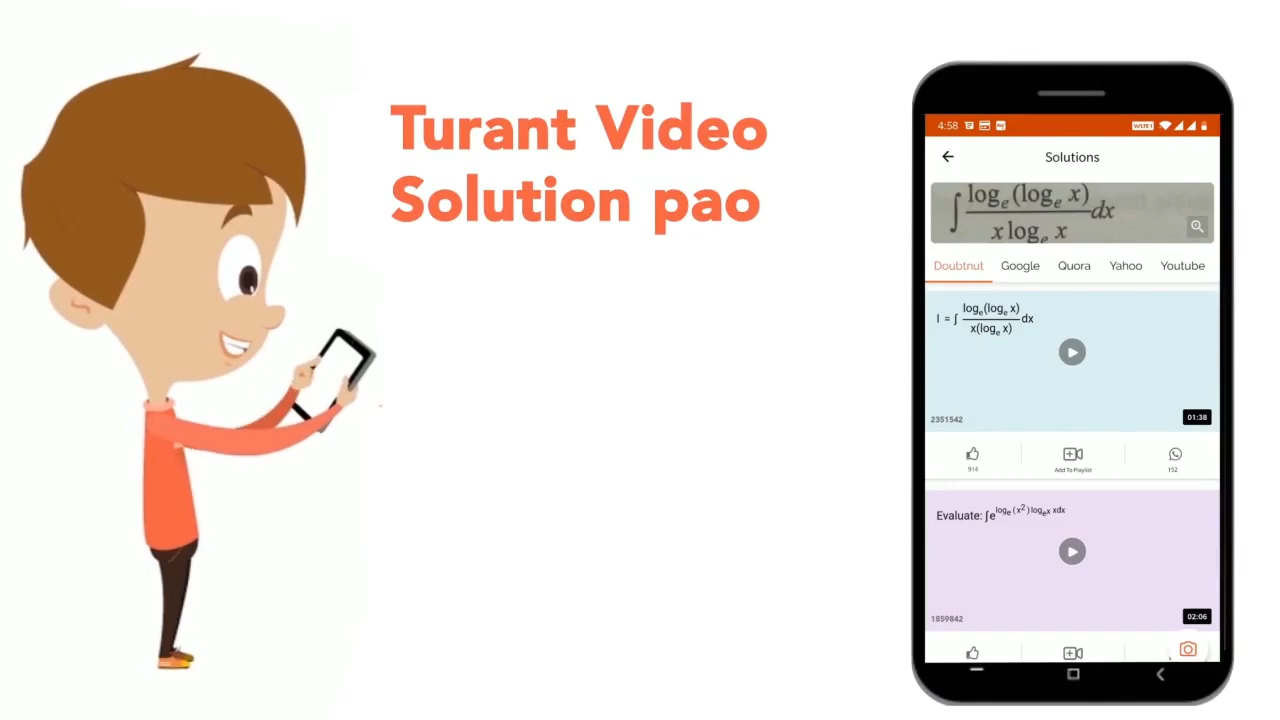 Turant Video
Solution pao
4:58
Solutions
∫ logₑ(logₑ x) / x logₑ x dx
Doubtnut Google Quora Yahoo Youtube
I = ∫ logₑ(logₑ x) / x(logₑ x) dx
2351542 01:38
914 Add To Playlist 152
Evaluate: ∫e^logₑ(x²)logₑx xdx
1859842 02:06